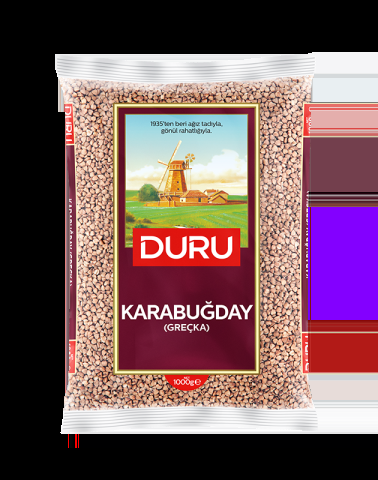 1935'ten beri ağız tadıyla,
gönül rahatlığıyla.
DURU
KARABUĞDAY
(GREÇKA)
1000g e